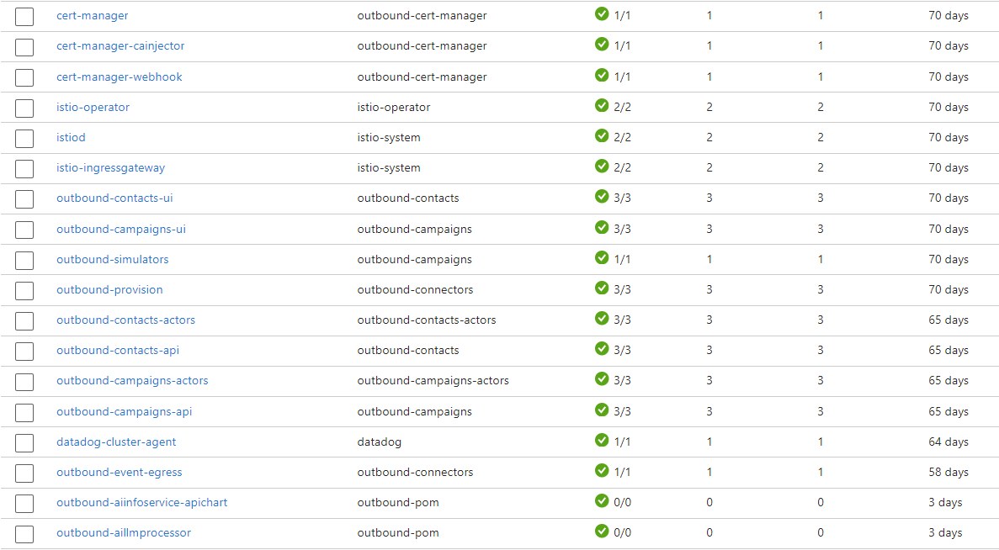 cert-manager outbound-cert-manager 1/1 1 1 70 days
cert-manager-cainjector outbound-cert-manager 1/1 1 1 70 days
cert-manager-webhook outbound-cert-manager 1/1 1 1 70 days
istio-operator istio-operator 2/2 2 2 70 days
istiod istio-system 2/2 2 2 70 days
istio-ingressgateway istio-system 2/2 2 2 70 days
outbound-contacts-ui outbound-contacts 3/3 3 3 70 days
outbound-campaigns-ui outbound-campaigns 3/3 3 3 70 days
outbound-simulators outbound-campaigns 1/1 1 1 70 days
outbound-provision outbound-connectors 3/3 3 3 70 days
outbound-contacts-actors outbound-contacts-actors 3/3 3 3 65 days
outbound-contacts-api outbound-contacts 3/3 3 3 65 days
outbound-campaigns-actors outbound-campaigns-actors 3/3 3 3 65 days
outbound-campaigns-api outbound-campaigns 3/3 3 3 65 days
datadog-cluster-agent datadog 1/1 1 1 64 days
outbound-event-egress outbound-connectors 1/1 1 1 58 days
outbound-aiinfoservice-apichart outbound-pom 0/0 0 0 3 days
outbound-aillmprocessor outbound-pom 0/0 0 0 3 days